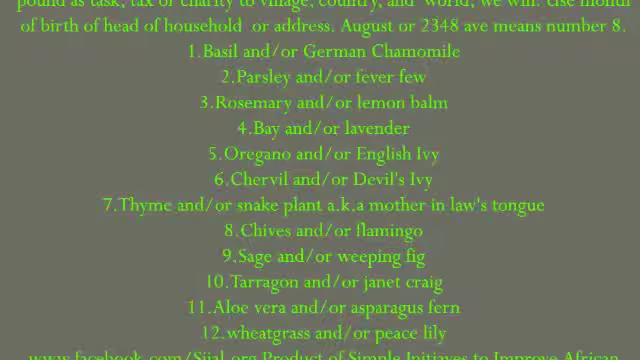 pound as task, tax or charity to village, country, and world, we win. Use month
of birth of head of household or address. August or 2348 ave means number 8.
1.Basil and/or German Chamomile
2.Parsley and/or fever few
3.Rosemary and/or lemon balm
4.Bay and/or lavender
5.Oregano and/or English Ivy
6.Chervil and/or Devil's Ivy
7.Thyme and/or snake plant a.k.a mother in law's tongue
8.Chives and/or flamingo
9.Sage and/or weeping fig
10.Tarragon and/or janet craig
11.Aloe vera and/or asparagus fern
12.wheatgrass and/or peace lily
www.facebook.com/Sijal.org Product of Simple Initiaves to Improve African